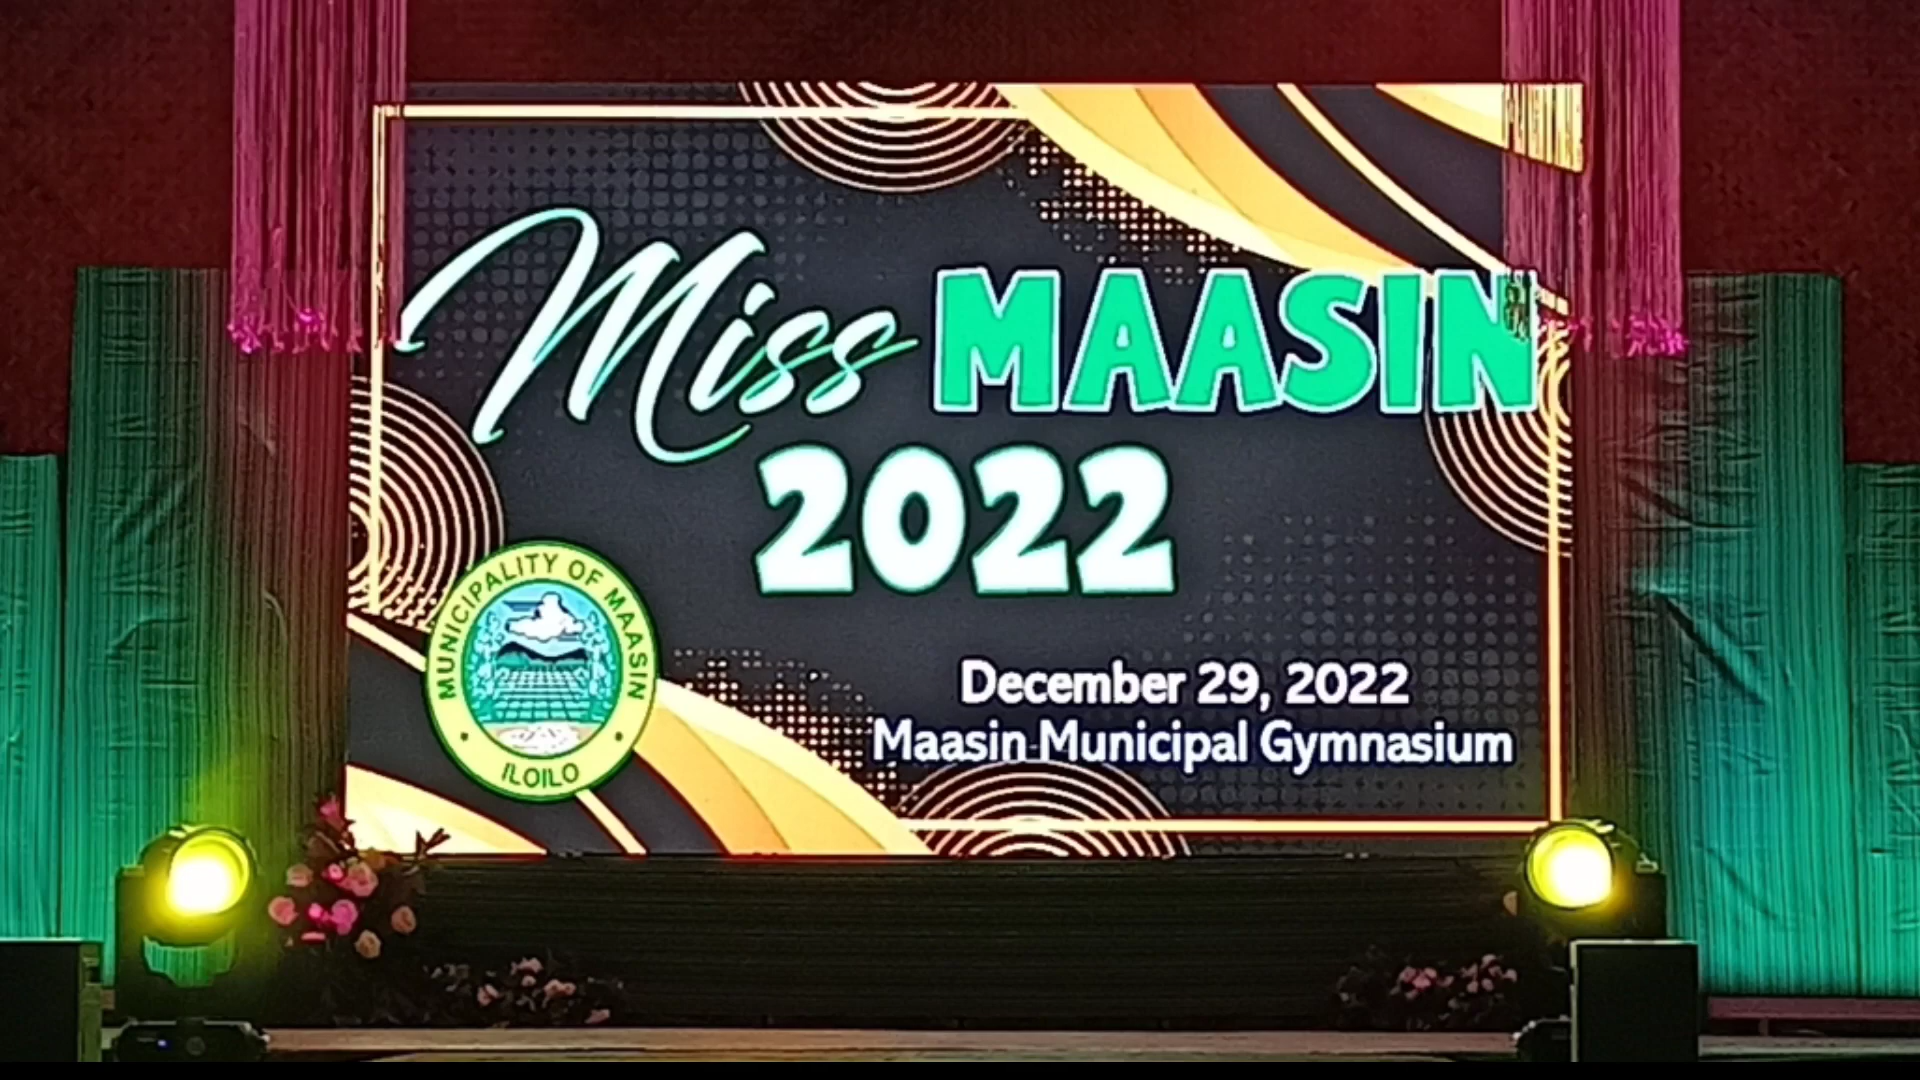 Miss MAASIN
2022
MUNICIPALITY OF MAASIN
ILOILO
December 29, 2022
Maasin Municipal Gymnasium